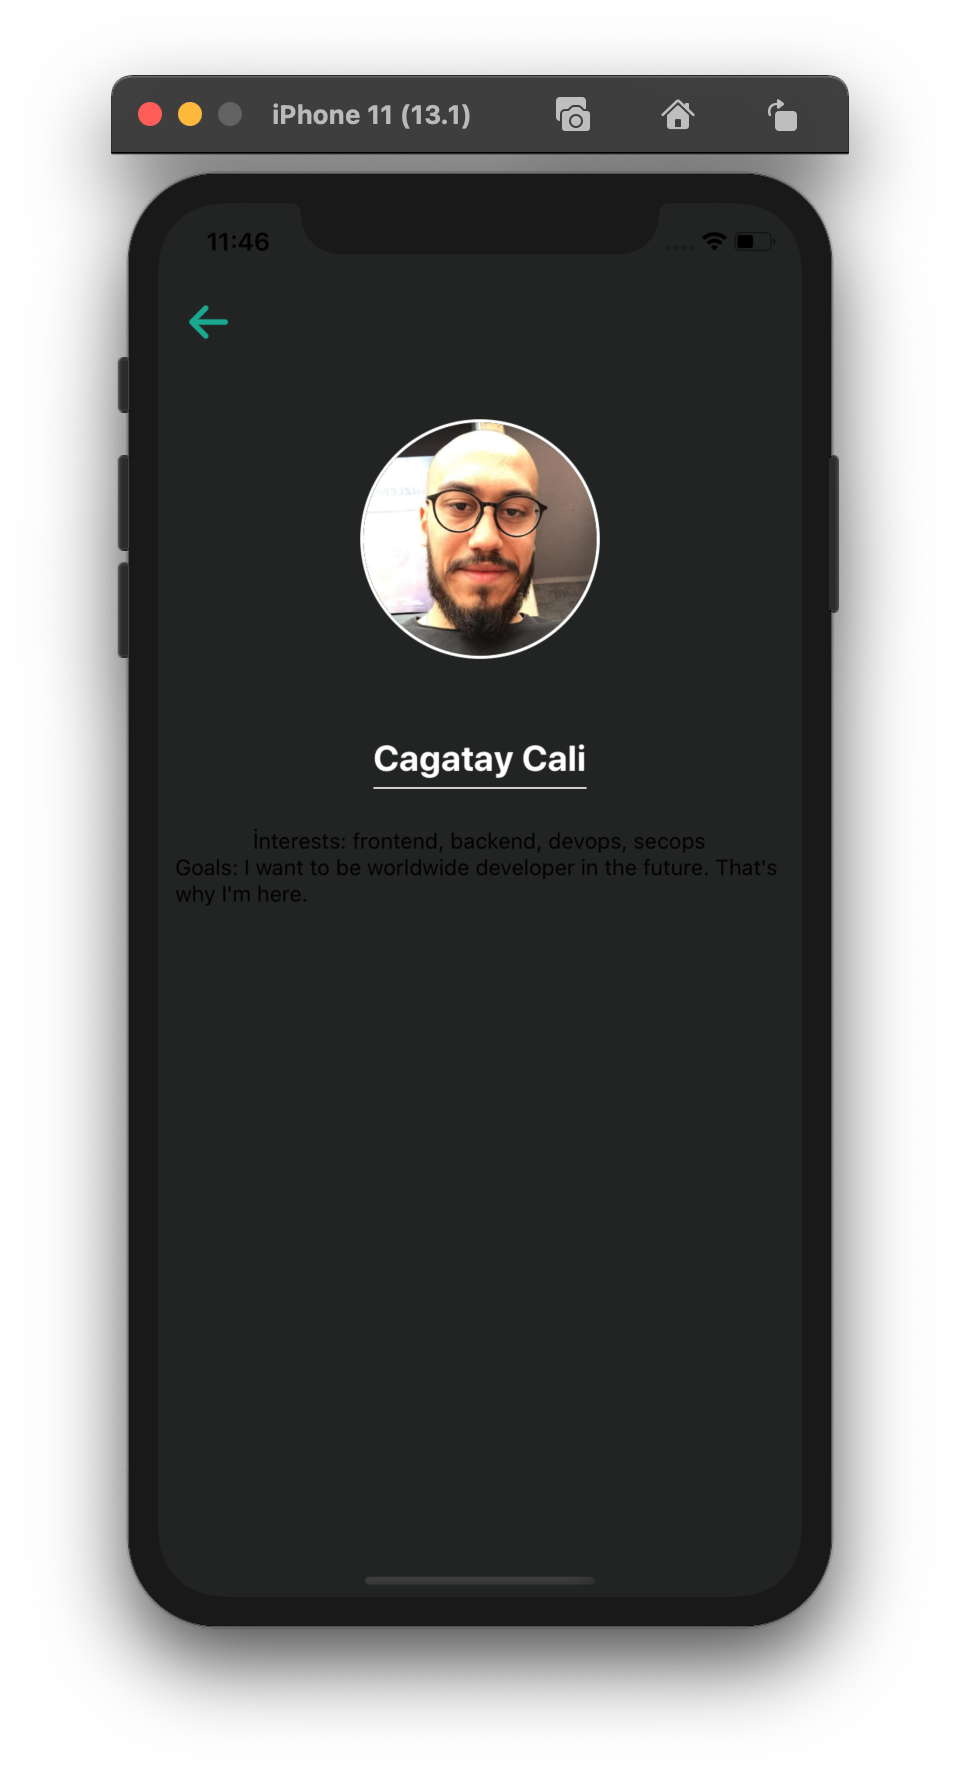 iPhone 11 (13.1)
11:46
Cagatay Cali
İnterests: frontend, backend, devops, secops
Goals: I want to be worldwide developer in the future. That's
why I'm here.